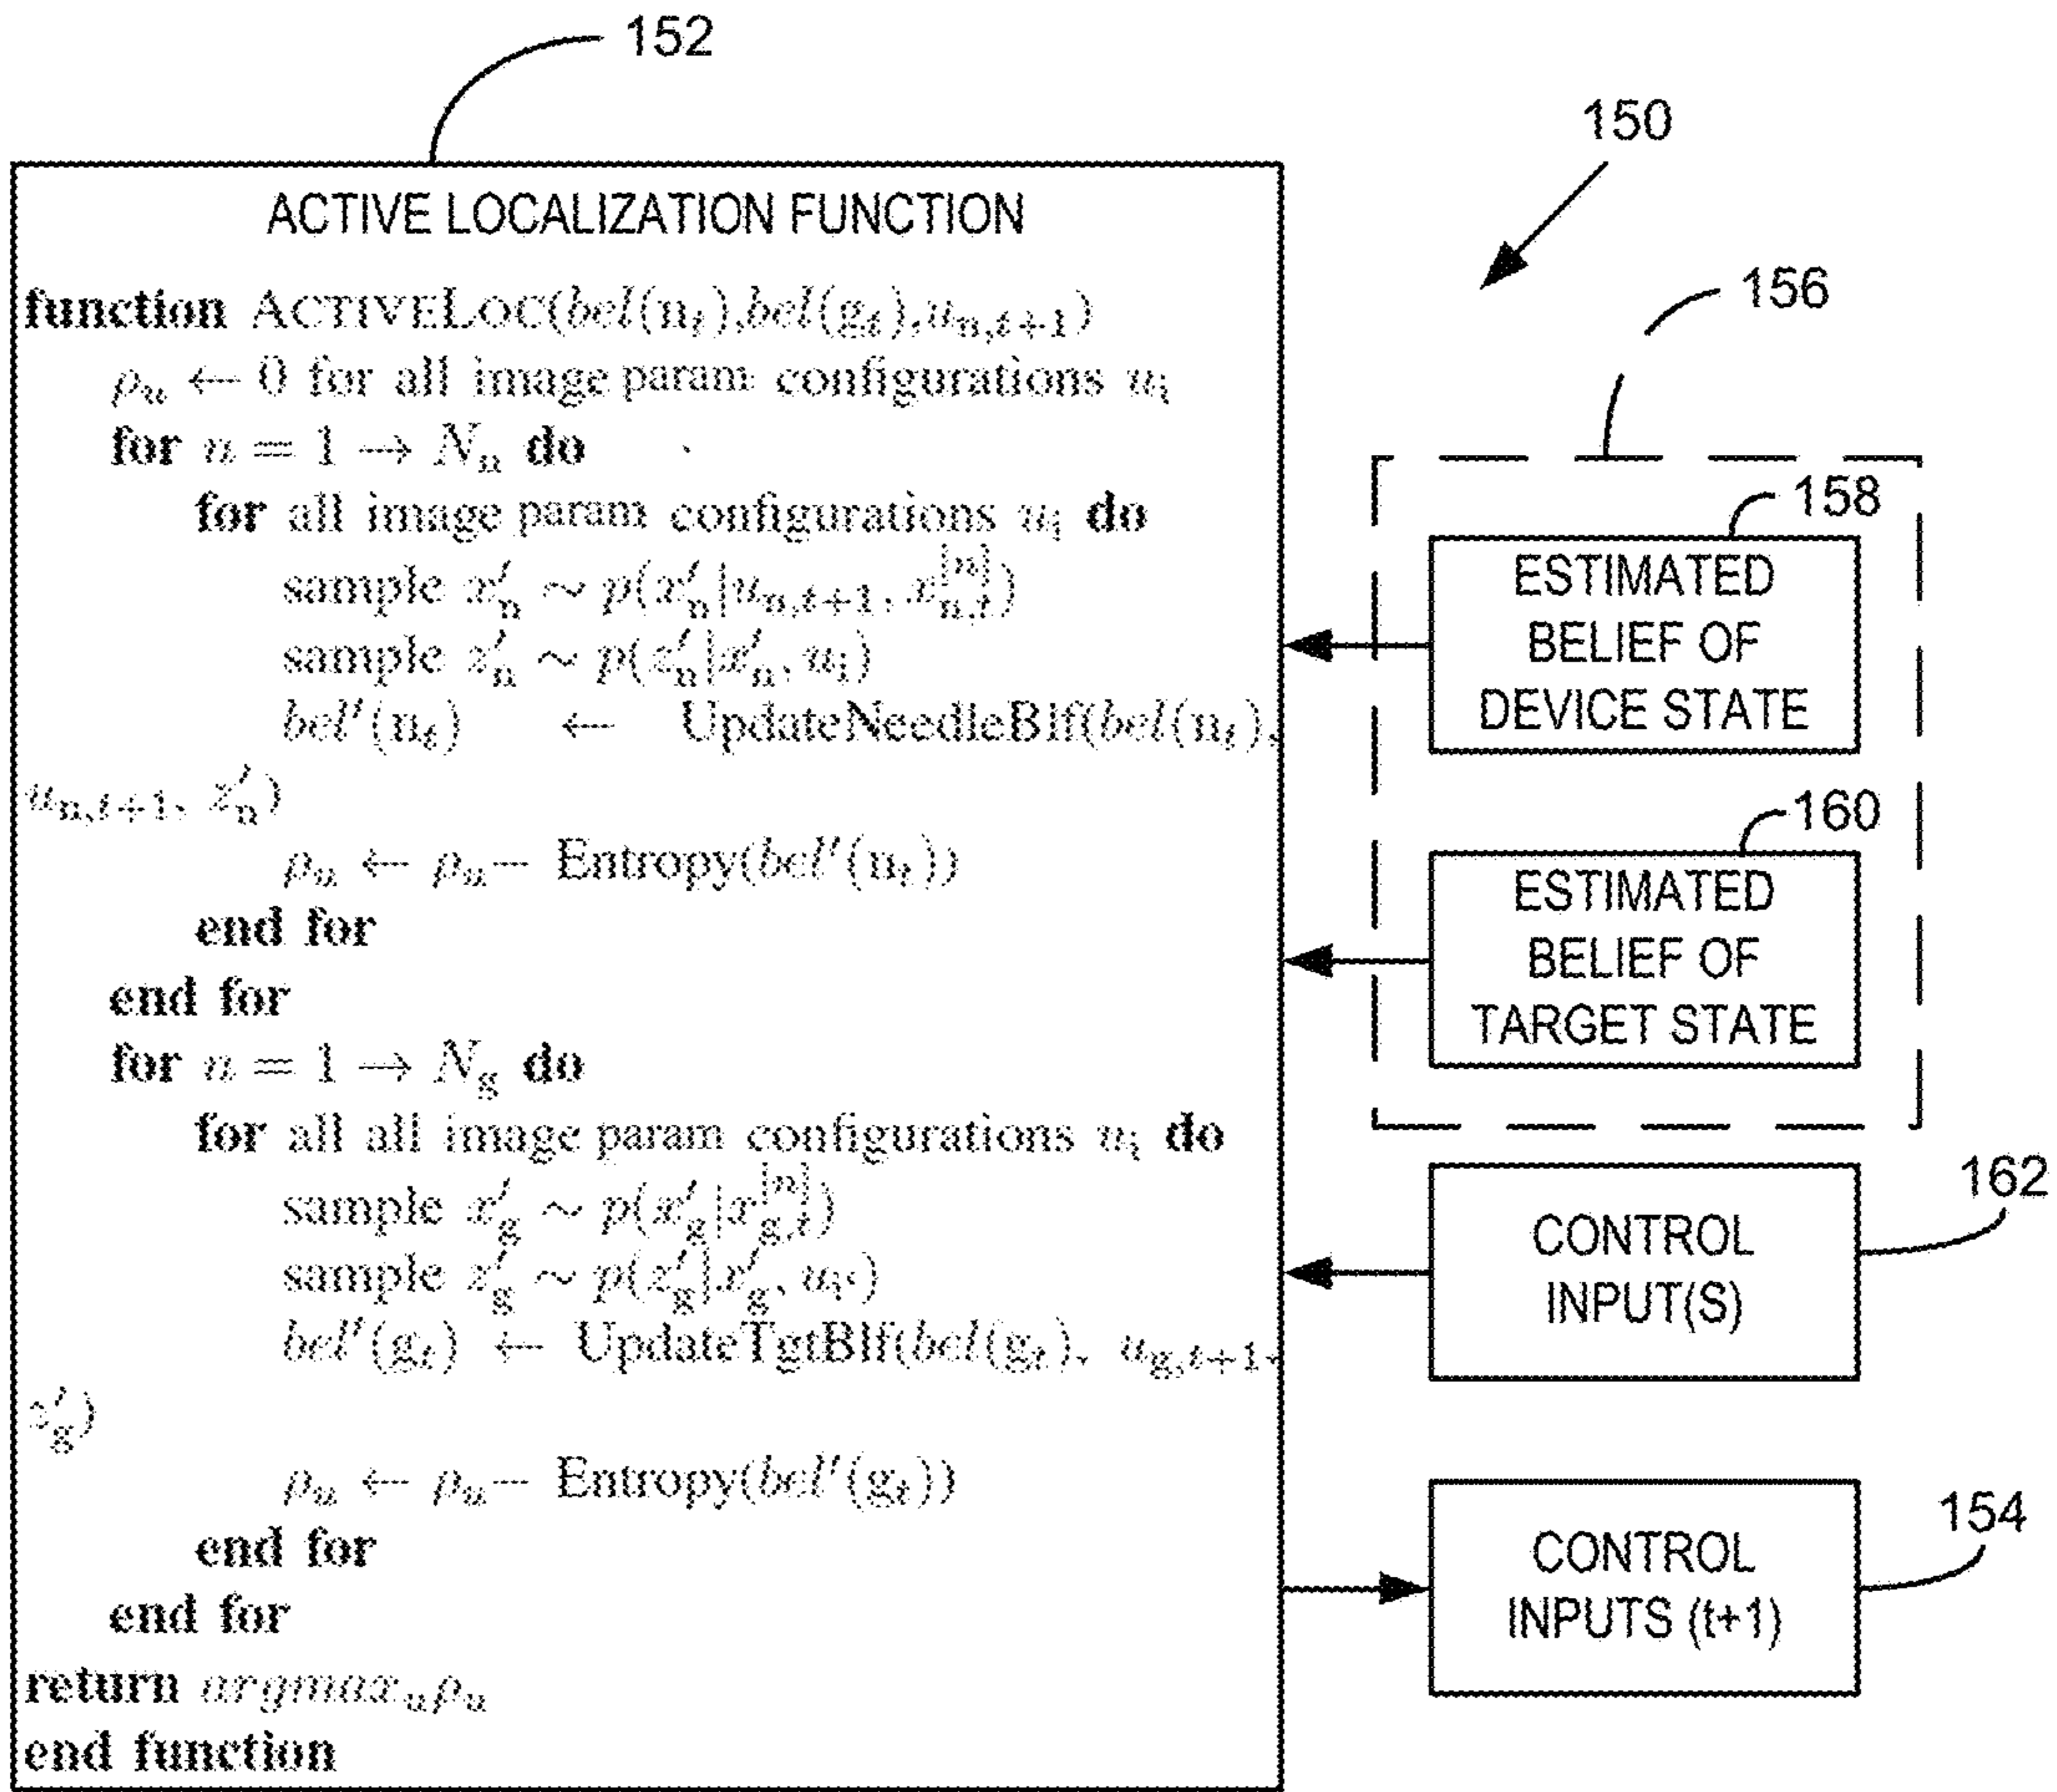 152
150
ACTIVE LOCALIZATION FUNCTION
function ACTIVELOC(bel(n_t),bel(g_t),u_{n,t+1})
ρ_u ← 0 for all image param configurations u_i
for n = 1 → N_n do
for all image param configurations u_i do
sample x'_n ∼ p(x'_n|u_{n,t+1}, x_{n,t}^{[n]})
sample z'_n ∼ p(z'_n|x'_n, u_i)
bel'(n_t) ← UpdateNeedleBlf(bel(n_t),
u_{n,t+1}, z'_n)
ρ_u ← ρ_u − Entropy(bel'(n_t))
end for
end for
for n = 1 → N_g do
for all all image param configurations u_i do
sample x'_g ∼ p(x'_g|x_{g,t}^{[n]})
sample z'_g ∼ p(z'_g|x'_g, u_i)
bel'(g_t) ← UpdateTgtBlf(bel(g_t), u_{g,t+1},
z'_g)
ρ_u ← ρ_u − Entropy(bel'(g_t))
end for
end for
return argmax_u ρ_u
end function
156
158
ESTIMATED
BELIEF OF
DEVICE STATE
160
ESTIMATED
BELIEF OF
TARGET STATE
162
CONTROL
INPUT(S)
154
CONTROL
INPUTS (t+1)